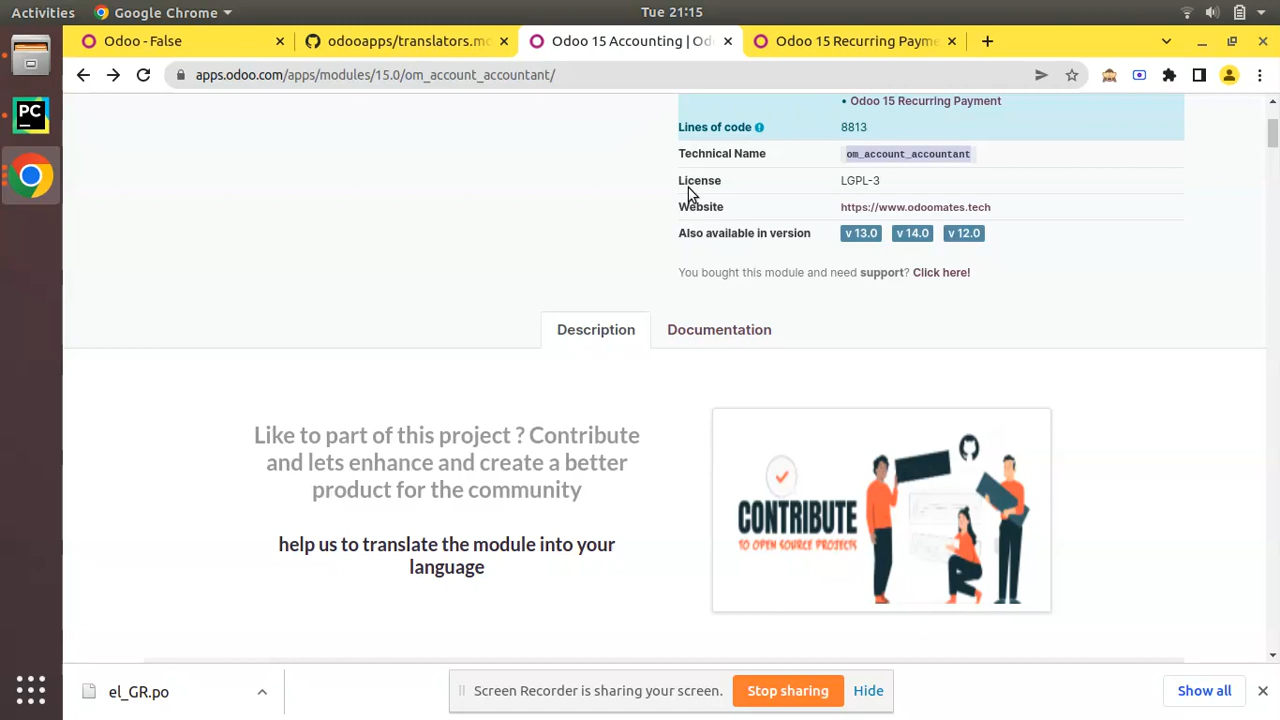 Activities
Google Chrome
Tue 21:15
Odoo - False
odooapps/translators.mo
Odoo 15 Accounting | Od
Odoo 15 Recurring Payme
apps.odoo.com/apps/modules/15.0/om_account_accountant/
• Odoo 15 Recurring Payment
Lines of code
8813
Technical Name
om_account_accountant
License
LGPL-3
Website
https://www.odoomates.tech
Also available in version
v 13.0
v 14.0
v 12.0
You bought this module and need support? Click here!
Description
Documentation
Like to part of this project ? Contribute
and lets enhance and create a better
product for the community
help us to translate the module into your
language
CONTRIBUTE
TO OPEN SOURCE PROJECTS
el_GR.po
Screen Recorder is sharing your screen.
Stop sharing
Hide
Show all
PC